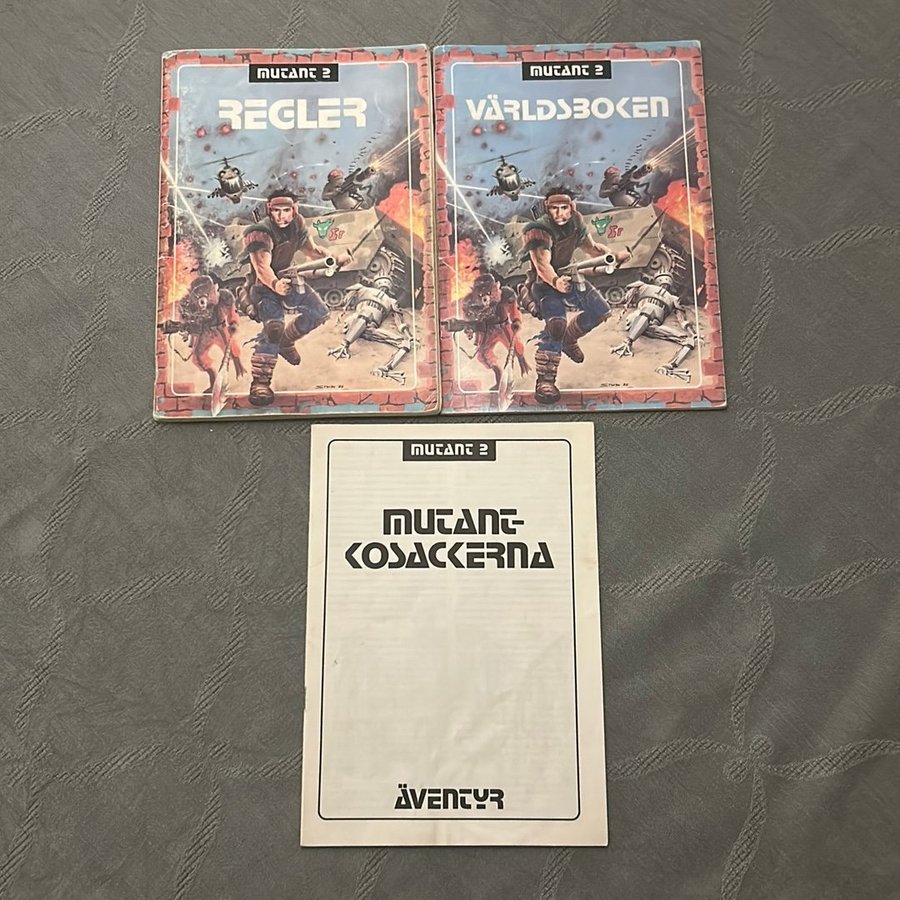 MUTANT 2
REGLER
MUTANT 2
VÄRLDSBOKEN
MUTANT 2
MUTANT-
KOSACKERNA
ÄVENTYR